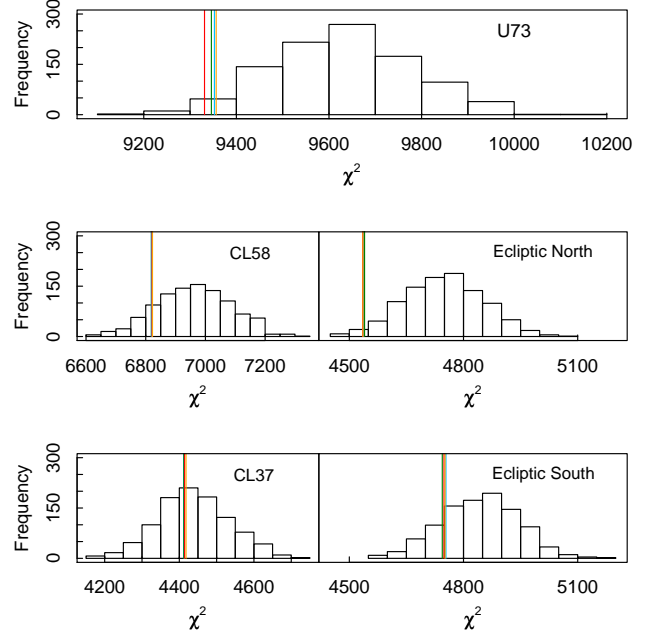 U73
Frequency
0 150 300
9200 9400 9600 9800 10000 10200
χ²
CL58
Ecliptic North
Frequency
0 150 300
6600 6800 7000 7200
4500 4800 5100
χ²
χ²
CL37
Ecliptic South
Frequency
0 150 300
4200 4400 4600
4500 4800 5100
χ²
χ²